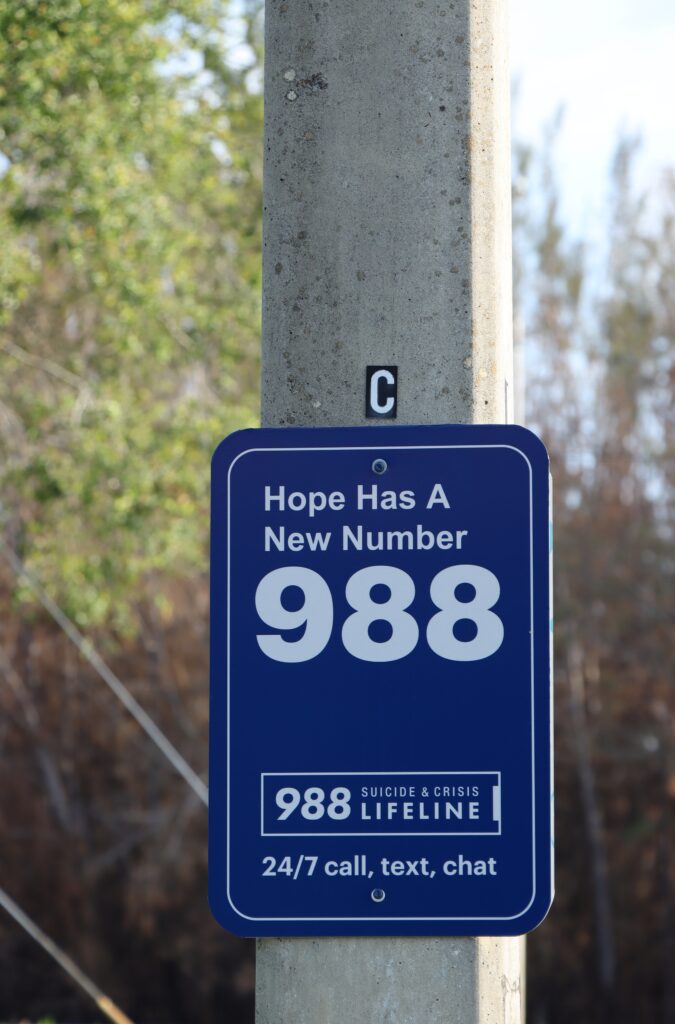 C
Hope Has A
New Number
988
988 SUICIDE & CRISIS
LIFELINE
24/7 call, text, chat